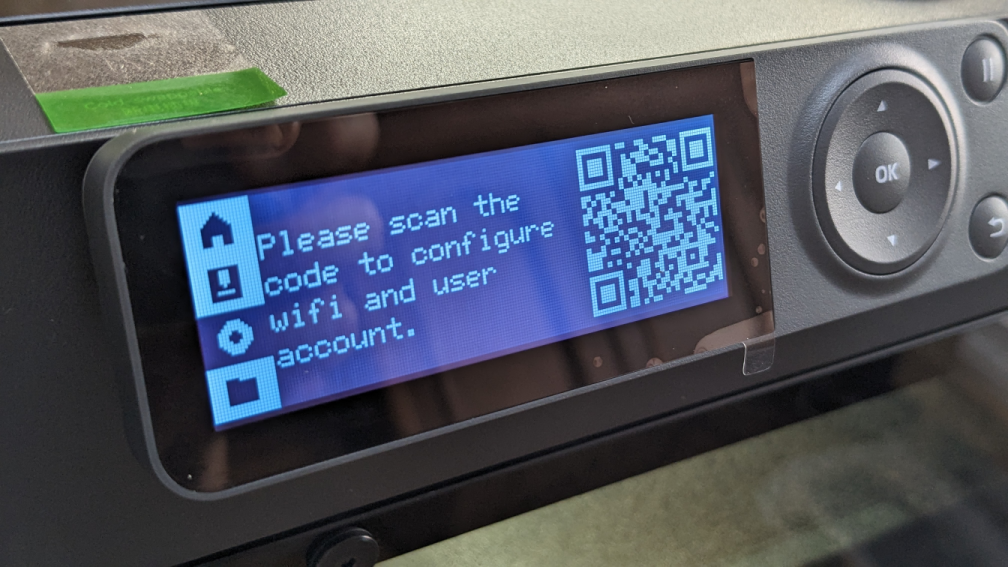 Please scan the
code to configure
wifi and user
account.
OK